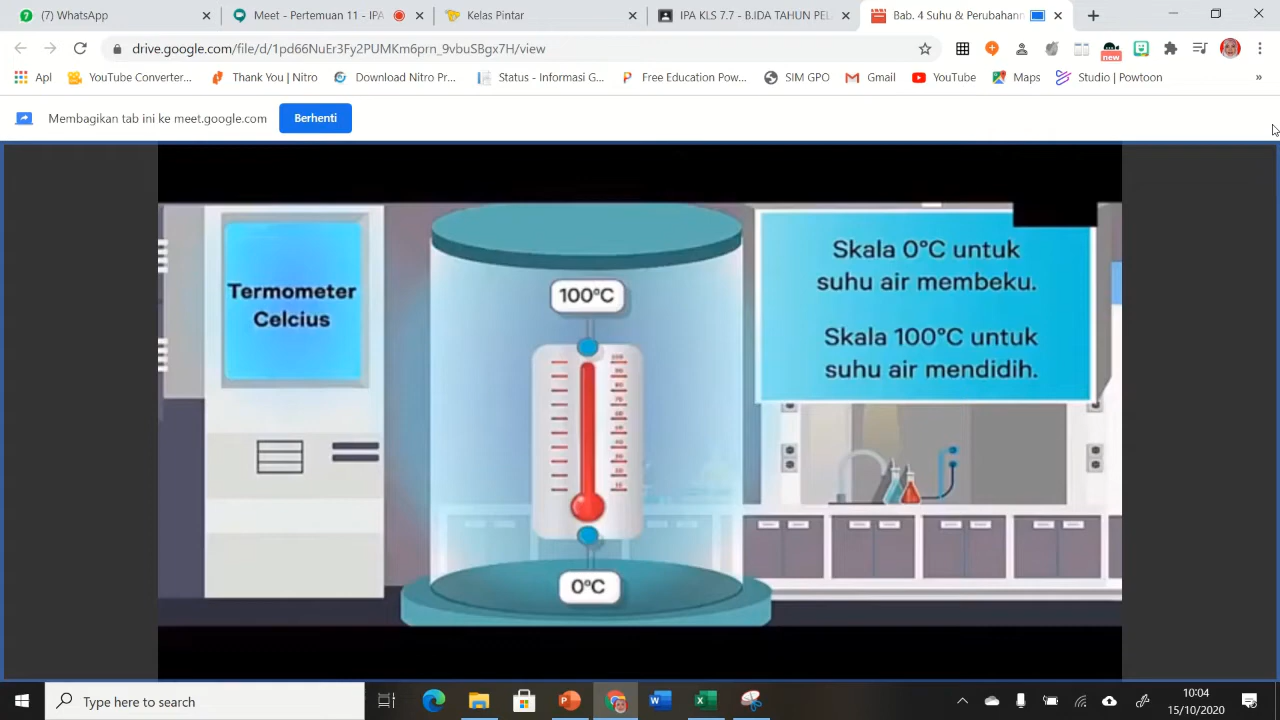 (7) WhatsApp
Meet - Pertemuan 11 - IPA
Kelas Pintar
IPA KLS 7.7 - B.IDA TAHUN PEL
Bab. 4 Suhu & Perubahann
drive.google.com/file/d/1pd66NuEr3Fy2PUMKm6prn_9vbuSBgx7H/view
new
Apl
YouTube Converter...
Thank You | Nitro
Download Nitro Pr...
Status - Informasi G...
Free Education Pow...
SIM GPO
Gmail
YouTube
Maps
Studio | Powtoon
»
Membagikan tab ini ke meet.google.com
Berhenti
Termometer
Celcius
100°C
0°C
Skala 0°C untuk
suhu air membeku.
Skala 100°C untuk
suhu air mendidih.
Type here to search
10:04
15/10/2020